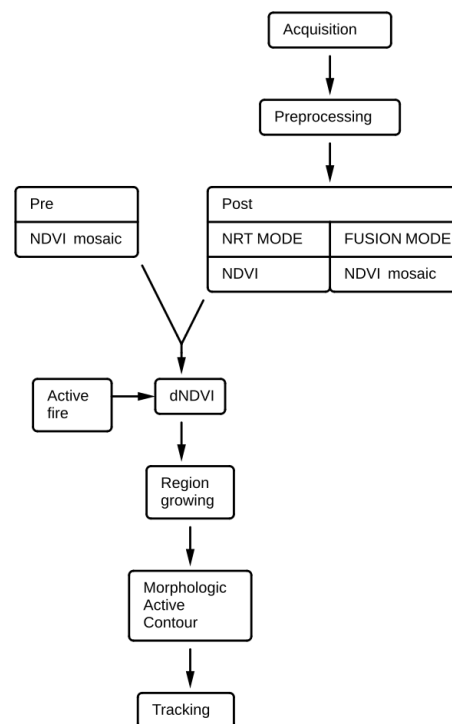 Acquisition
Preprocessing
Pre
NDVI mosaic
Post
NRT MODE
FUSION MODE
NDVI
NDVI mosaic
Active
fire
dNDVI
Region
growing
Morphologic
Active
Contour
Tracking